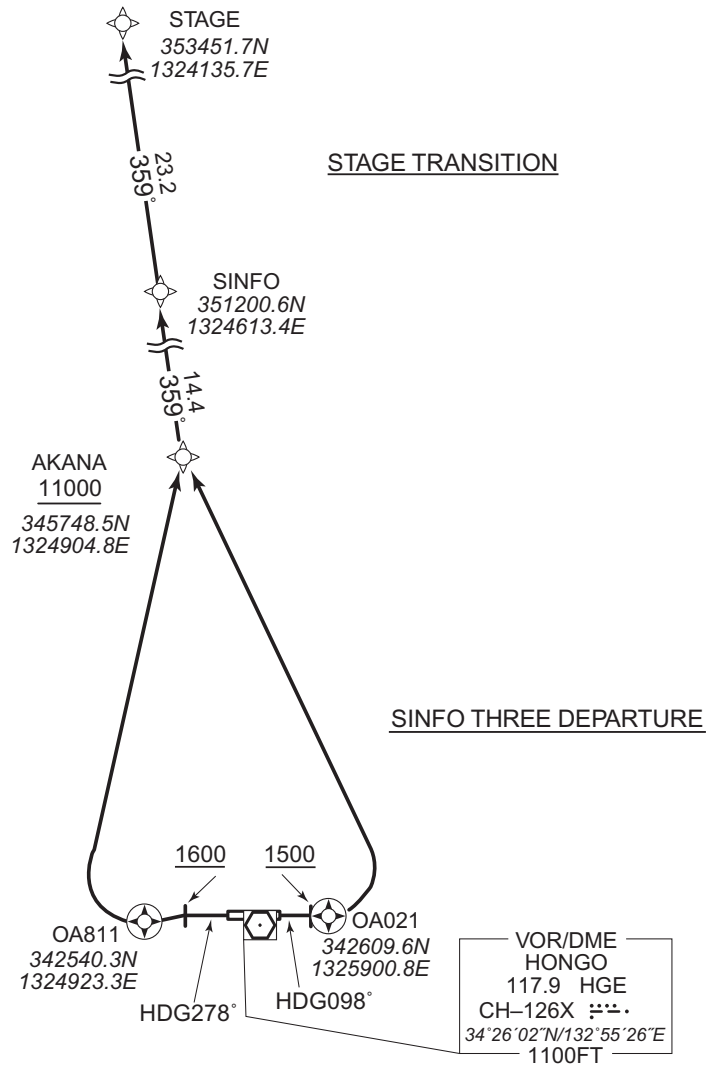 STAGE
353451.7N
1324135.7E
23.2
359°
STAGE TRANSITION
SINFO
351200.6N
1324613.4E
14.4
359°
AKANA
11000
345748.5N
1324904.8E
SINFO THREE DEPARTURE
1600
1500
OA811
342540.3N
1324923.3E
OA021
342609.6N
1325900.8E
HDG278°
HDG098°
VOR/DME
HONGO
117.9 HGE
CH–126X
34°26´02˝N/132°55´26˝E
1100FT